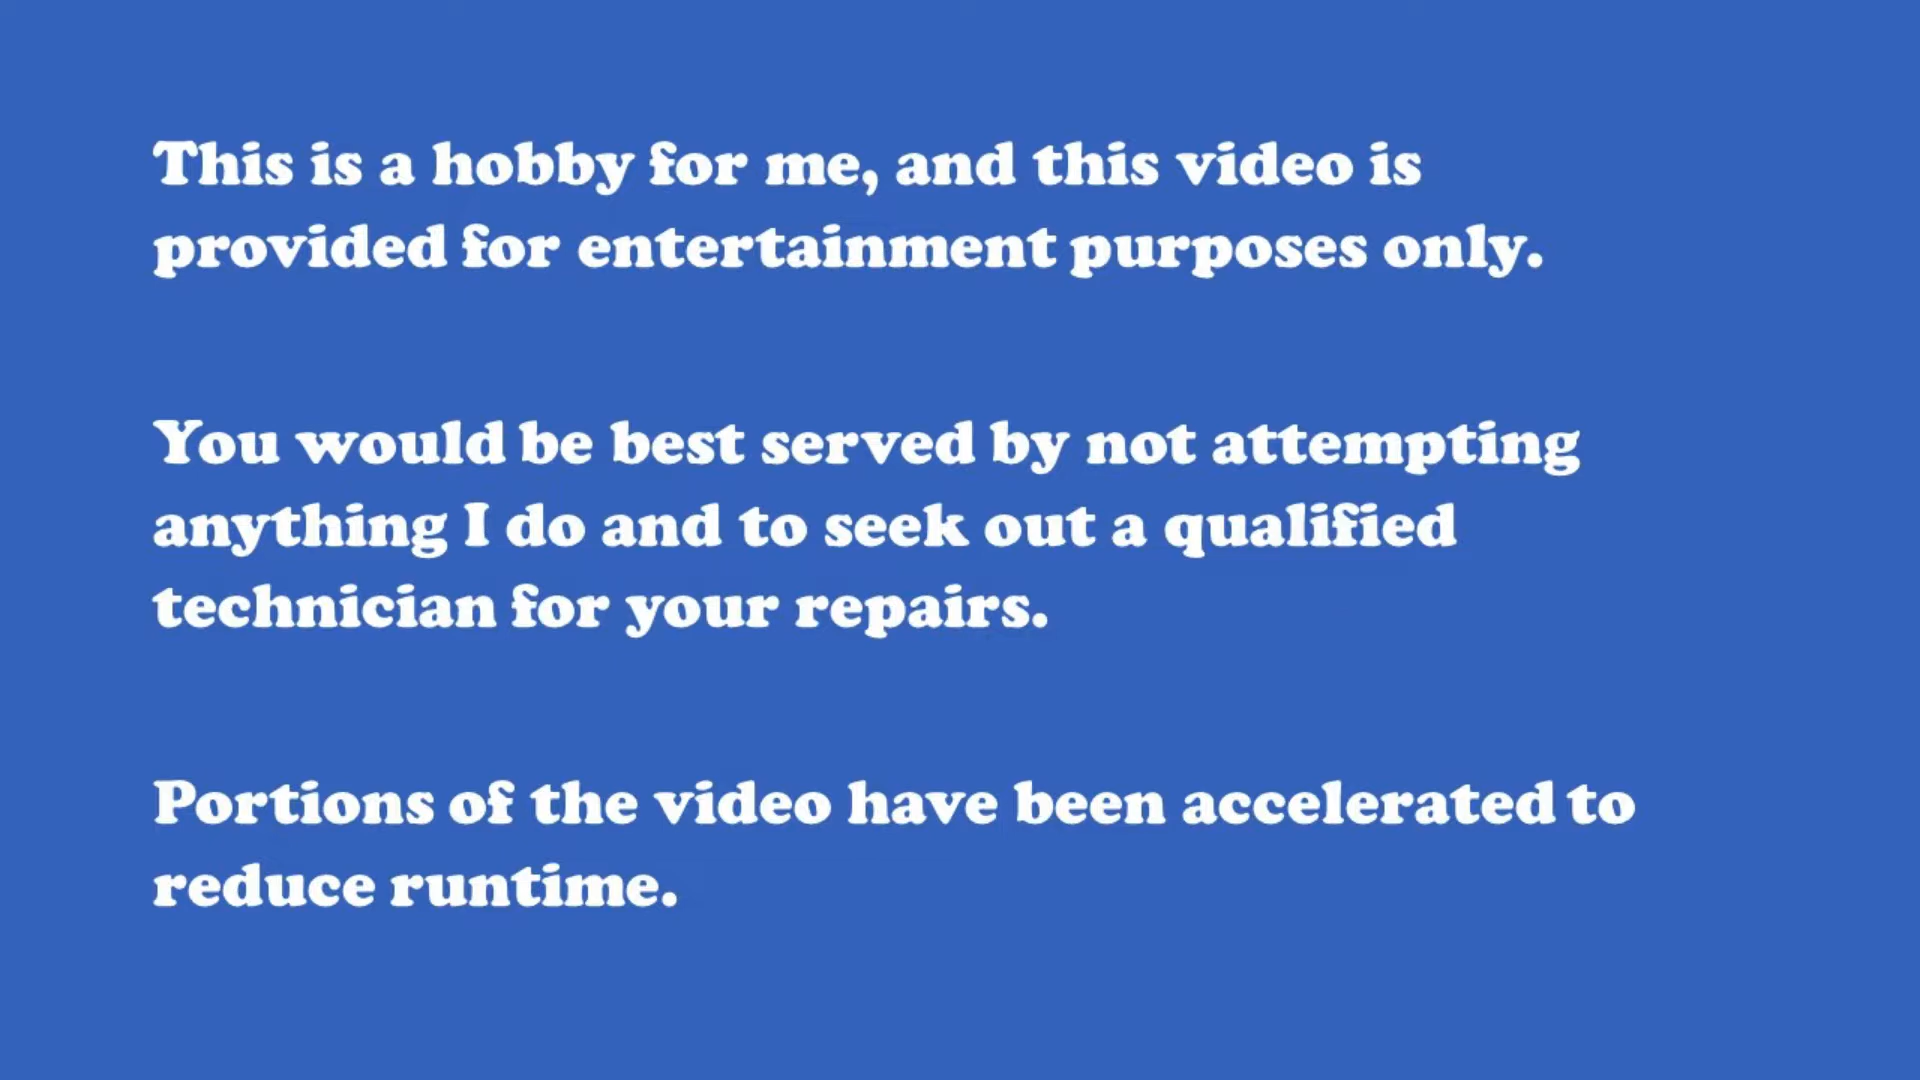 This is a hobby for me, and this video is
provided for entertainment purposes only.
You would be best served by not attempting
anything I do and to seek out a qualified
technician for your repairs.
Portions of the video have been accelerated to
reduce runtime.